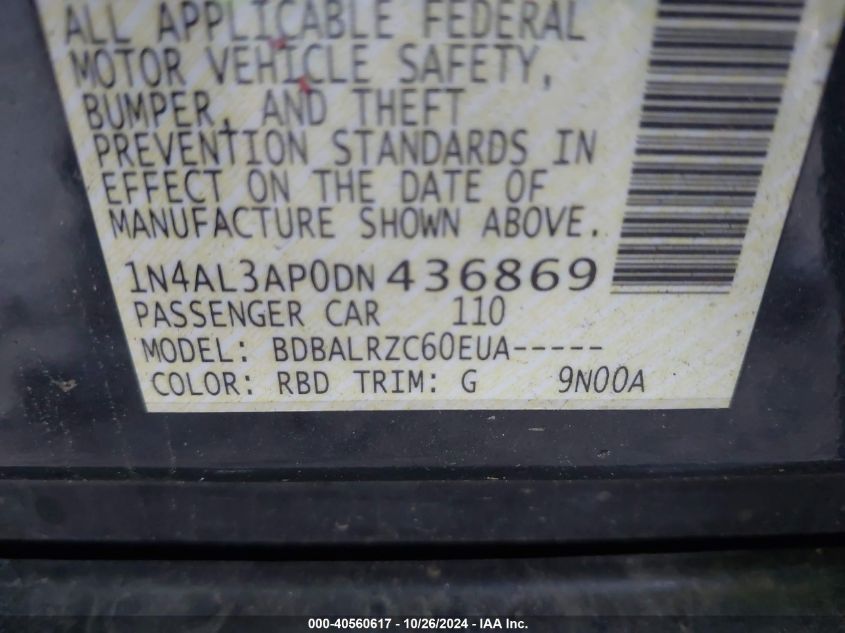 ALL APPLICABLE FEDERAL
MOTOR VEHICLE SAFETY,
BUMPER, AND THEFT
PREVENTION STANDARDS IN
EFFECT ON THE DATE OF
MANUFACTURE SHOWN ABOVE.
1N4AL3AP0DN436869
PASSENGER CAR 110
MODEL: BDBALRZC60EUA-----
COLOR: RBD TRIM: G 9N00A
000-40560617 - 10/26/2024 - IAA Inc.